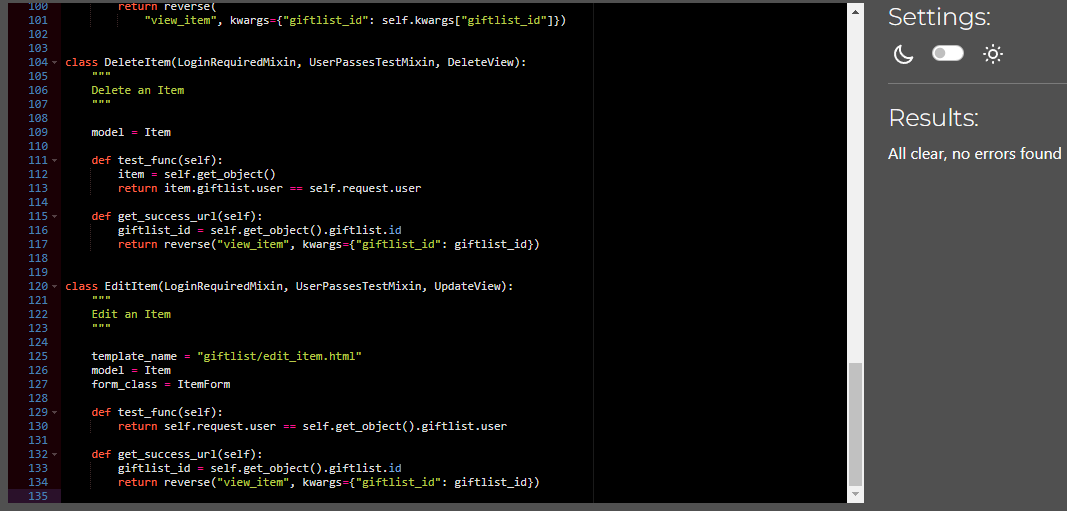 100 return reverse(
101 "view_item", kwargs={"giftlist_id": self.kwargs["giftlist_id"]})
102
103
104 class DeleteItem(LoginRequiredMixin, UserPassesTestMixin, DeleteView):
105 """
106 Delete an Item
107 """
108
109 model = Item
110
111 def test_func(self):
112 item = self.get_object()
113 return item.giftlist.user == self.request.user
114
115 def get_success_url(self):
116 giftlist_id = self.get_object().giftlist.id
117 return reverse("view_item", kwargs={"giftlist_id": giftlist_id})
118
119
120 class EditItem(LoginRequiredMixin, UserPassesTestMixin, UpdateView):
121 """
122 Edit an Item
123 """
124
125 template_name = "giftlist/edit_item.html"
126 model = Item
127 form_class = ItemForm
128
129 def test_func(self):
130 return self.request.user == self.get_object().giftlist.user
131
132 def get_success_url(self):
133 giftlist_id = self.get_object().giftlist.id
134 return reverse("view_item", kwargs={"giftlist_id": giftlist_id})
135
Settings:
Results:
All clear, no errors found